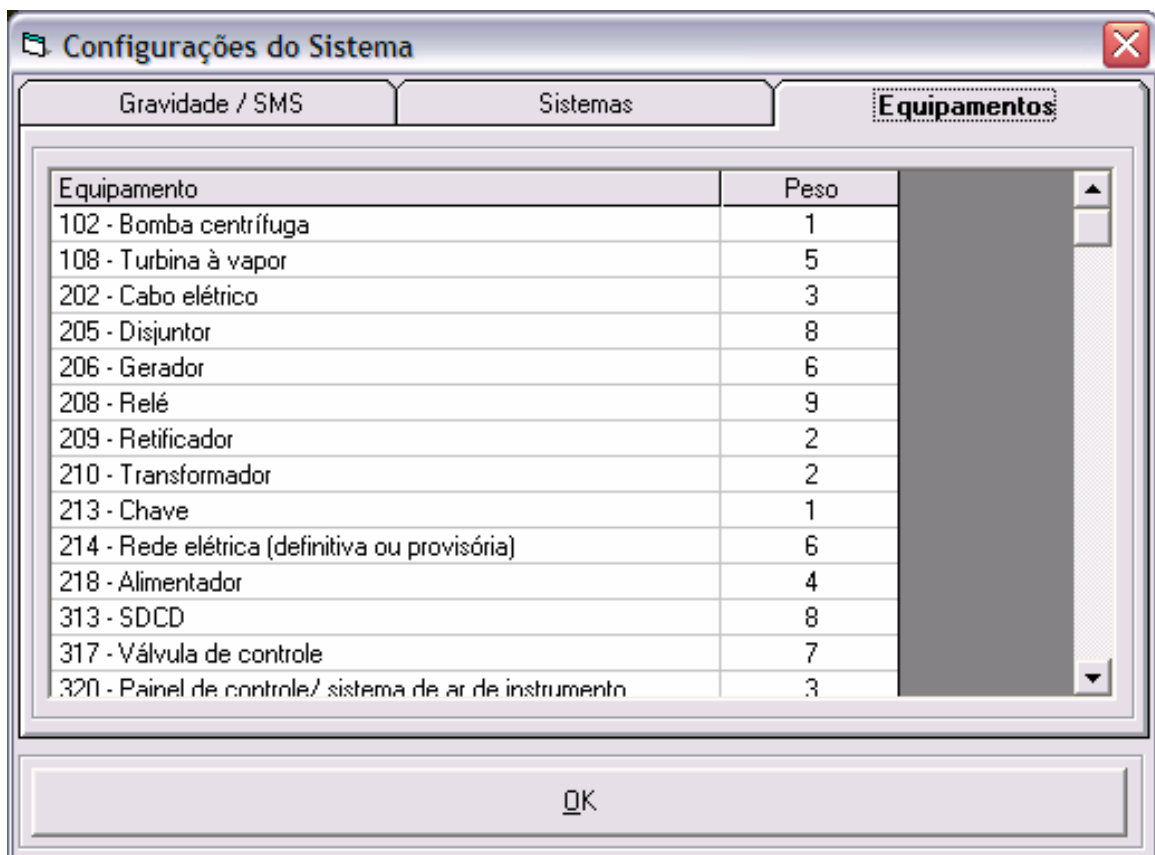 Configurações do Sistema
Gravidade / SMS Sistemas Equipamentos
Equipamento Peso
102 - Bomba centrífuga 1
108 - Turbina à vapor 5
202 - Cabo elétrico 3
205 - Disjuntor 8
206 - Gerador 6
208 - Relé 9
209 - Retificador 2
210 - Transformador 2
213 - Chave 1
214 - Rede elétrica (definitiva ou provisória) 6
218 - Alimentador 4
313 - SDCD 8
317 - Válvula de controle 7
320 - Painel de controle/ sistema de ar de instrumento 3
OK